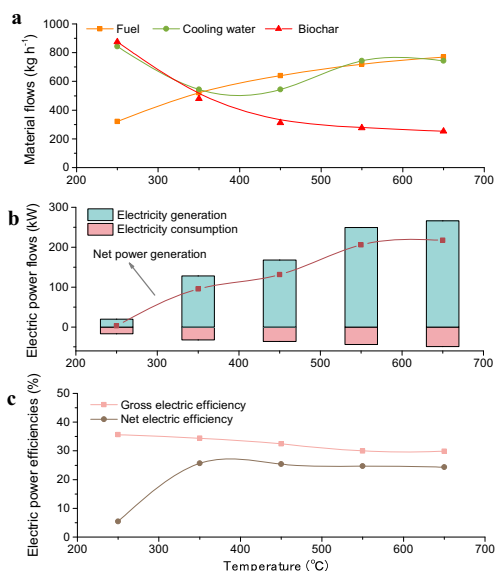 a
Fuel
Cooling water
Biochar
Material flows (kg h⁻¹)
1000
800
600
400
200
0
200
300
400
500
600
700
b
Electricity generation
Electricity consumption
Net power generation
Electric power flows (kW)
300
200
100
0
200
300
400
500
600
700
c
Gross electric efficiency
Net electric efficiency
Electric power efficiencies (%)
50
40
30
20
10
0
200
300
400
500
600
700
Temperature (°C)